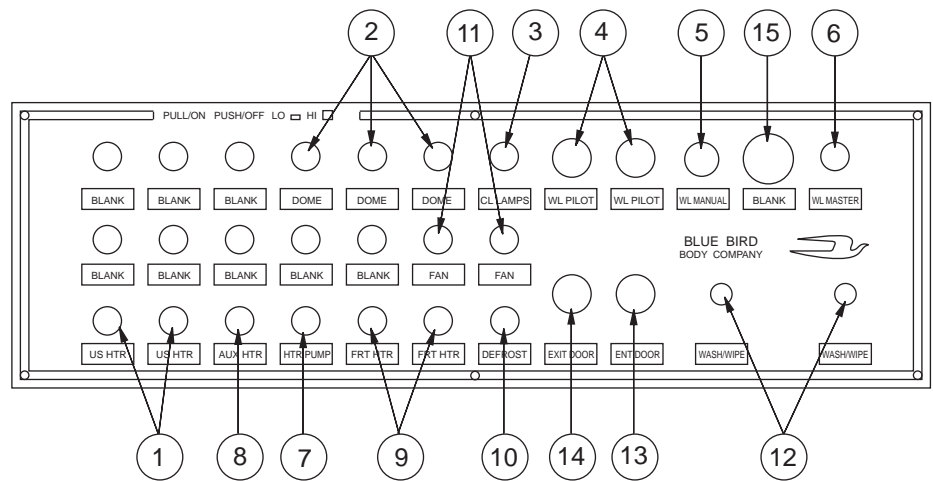 2 11 3 4 5 15 6
PULL/ON PUSH/OFF LO HI
BLANK BLANK BLANK DOME DOME DOME CL LAMPS WL PILOT WL PILOT WL MANUAL BLANK WL MASTER
BLUE BIRD
BODY COMPANY
BLANK BLANK BLANK BLANK BLANK FAN FAN
US HTR US HTR AUX HTR HTR PUMP FRT HTR FRT HTR DEFROST EXIT DOOR ENT DOOR WASH/WIPE WASH/WIPE
1 8 7 9 10 14 13 12